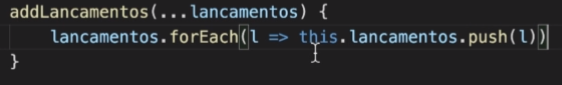 addLancamentos(...lancamentos) {
    lancamentos.forEach(l => this.lancamentos.push(l))
}